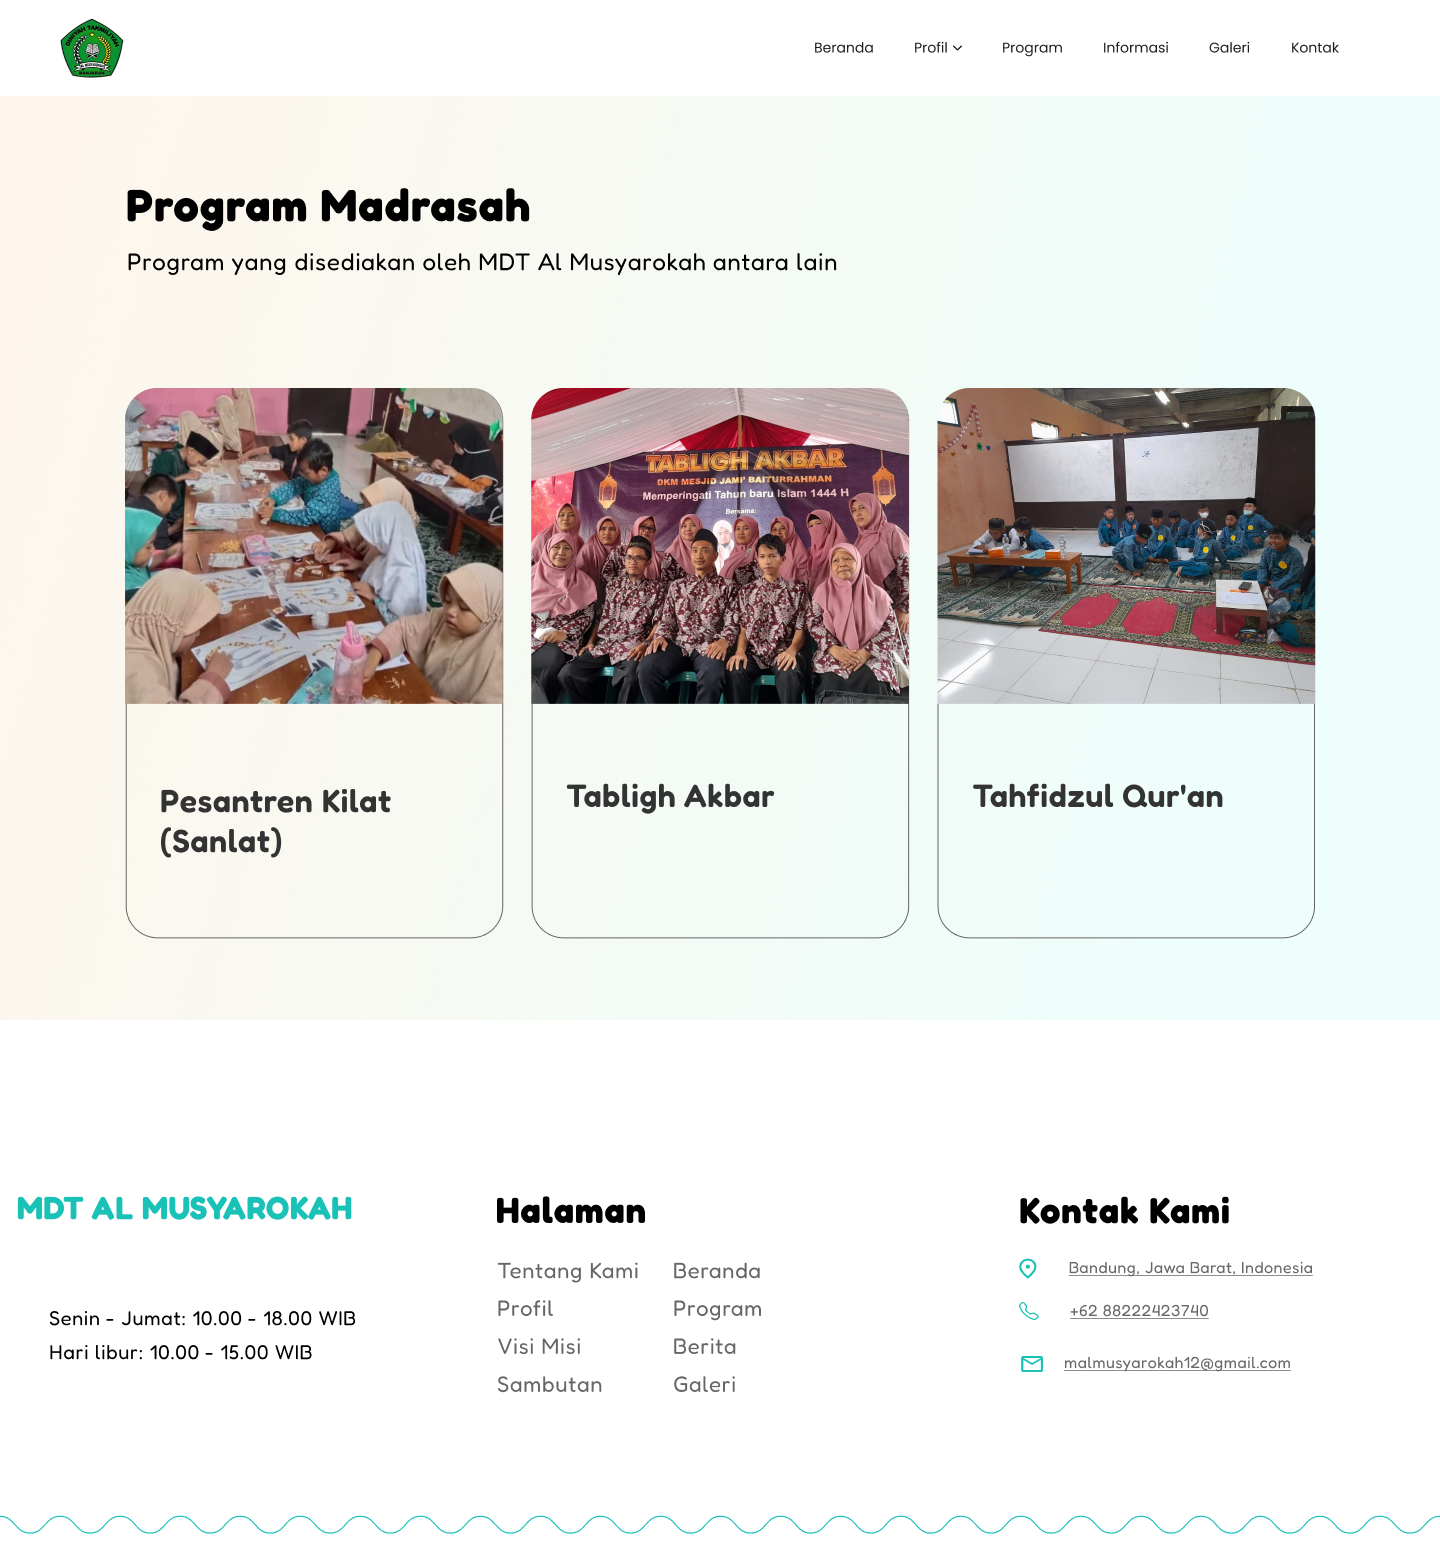 DINIYAH TAKMILIYAH
BANJARAN
Beranda
Profil
Program
Informasi
Galeri
Kontak
Program Madrasah
Program yang disediakan oleh MDT Al Musyarokah antara lain
TABLIGH AKBAR
DKM MESJID JAMI' BAITURRAHMAN
Memperingati Tahun baru Islam 1444 H
Bersama:
Pesantren Kilat
(Sanlat)
Tabligh Akbar
Tahfidzul Qur'an
MDT AL MUSYAROKAH
Senin - Jumat: 10.00 - 18.00 WIB
Hari libur: 10.00 - 15.00 WIB
Halaman
Tentang Kami
Profil
Visi Misi
Sambutan
Beranda
Program
Berita
Galeri
Kontak Kami
Bandung, Jawa Barat, Indonesia
+62 88222423740
malmusyarokah12@gmail.com